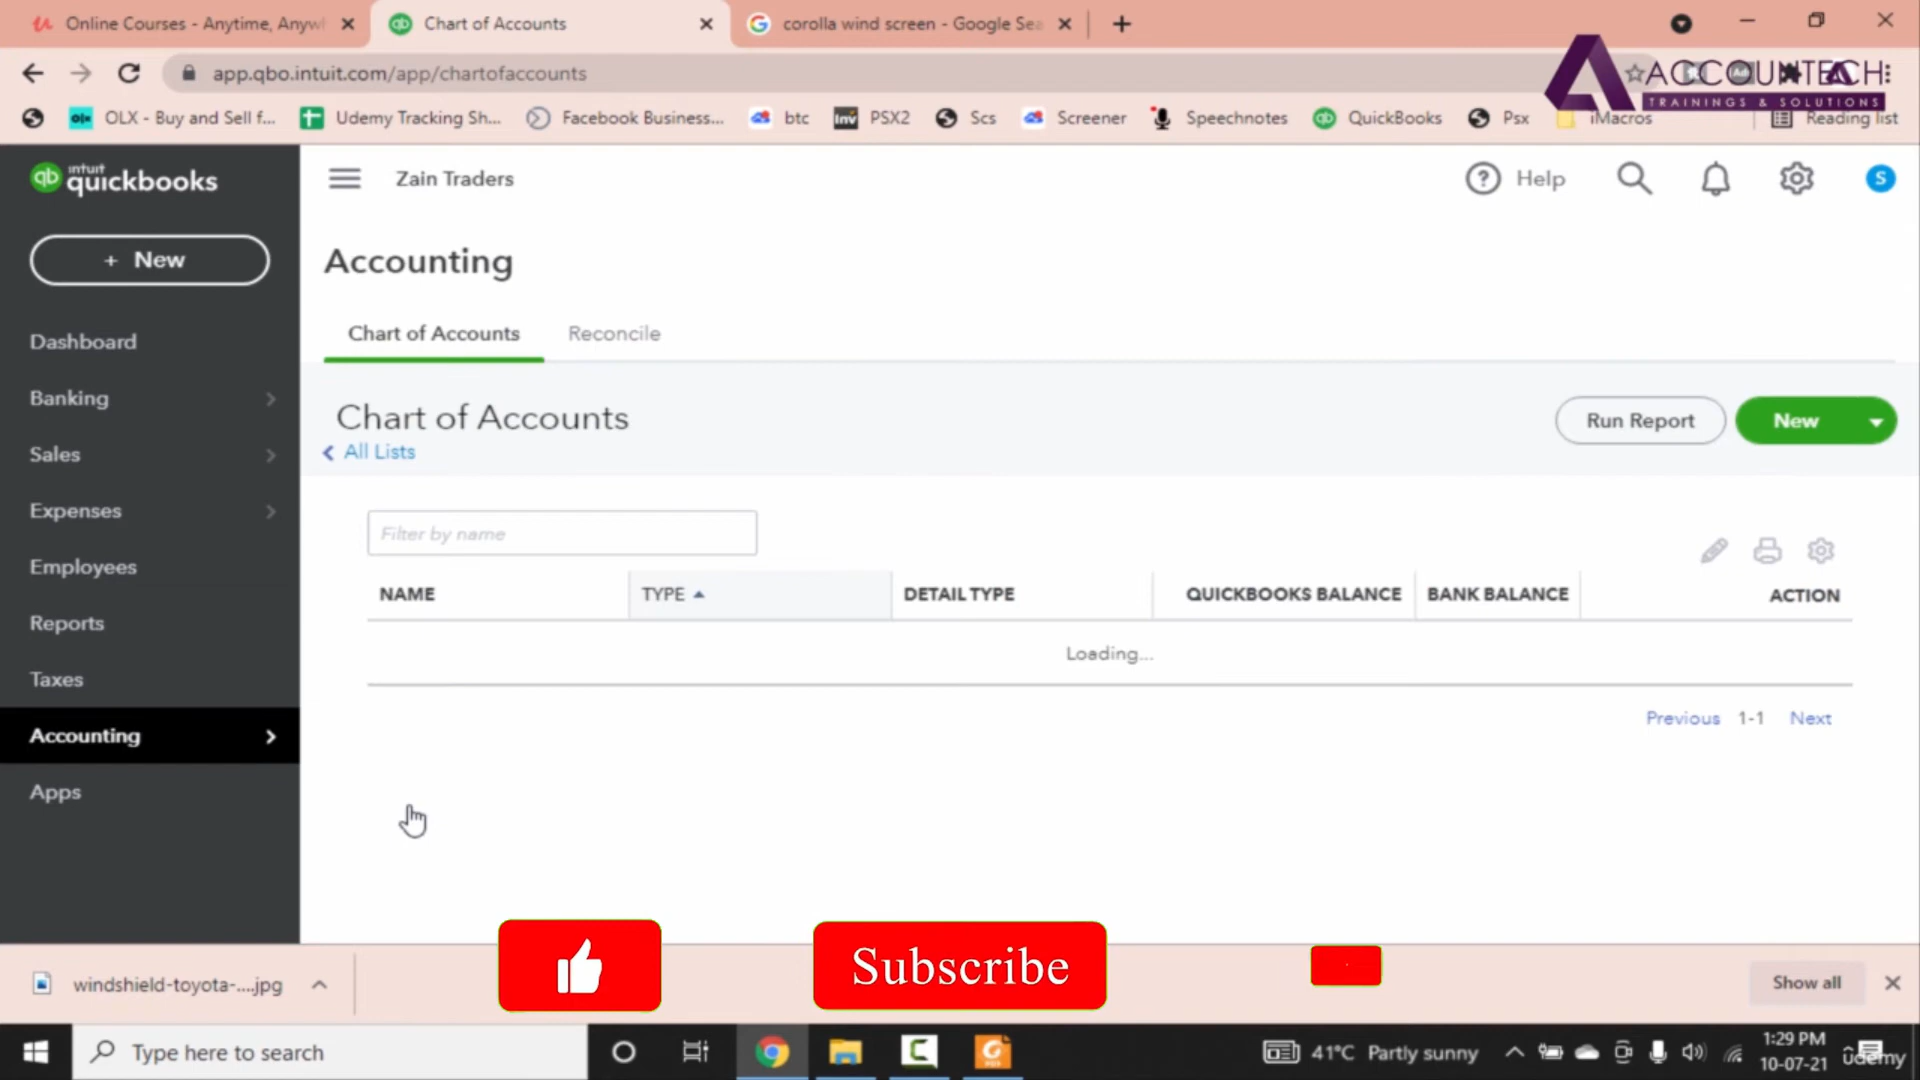 Online Courses - Anytime, Anywh
Chart of Accounts
corolla wind screen - Google Sea
app.qbo.intuit.com/app/chartofaccounts
ACCOUNTECH
TRAININGS & SOLUTIONS
OLX - Buy and Sell f...
Udemy Tracking Sh...
Facebook Business...
btc
PSX2
Scs
Screener
Speechnotes
QuickBooks
Psx
iMacros
Reading list
intuit
quickbooks
Zain Traders
Help
S
+ New
Accounting
Chart of Accounts
Reconcile
Dashboard
Banking
Sales
Expenses
Employees
Reports
Taxes
Accounting
Apps
Chart of Accounts
All Lists
Run Report
New
Filter by name
NAME
TYPE
DETAIL TYPE
QUICKBOOKS BALANCE
BANK BALANCE
ACTION
Loading...
Previous 1-1 Next
Subscribe
windshield-toyota-....jpg
Show all
Type here to search
41°C Partly sunny
1:29 PM
10-07-21
udemy